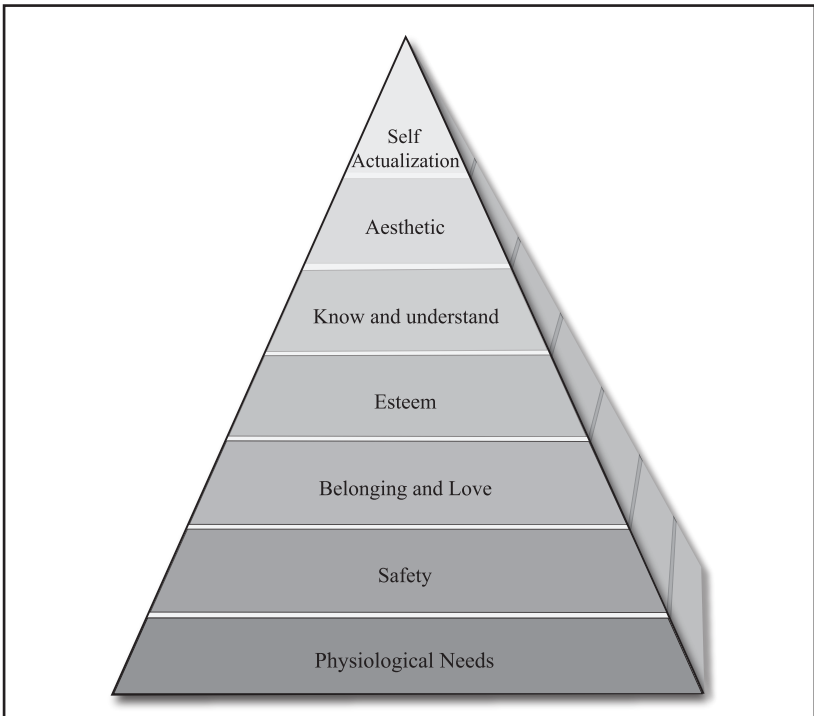 Self
Actualization
Aesthetic
Know and understand
Esteem
Belonging and Love
Safety
Physiological Needs